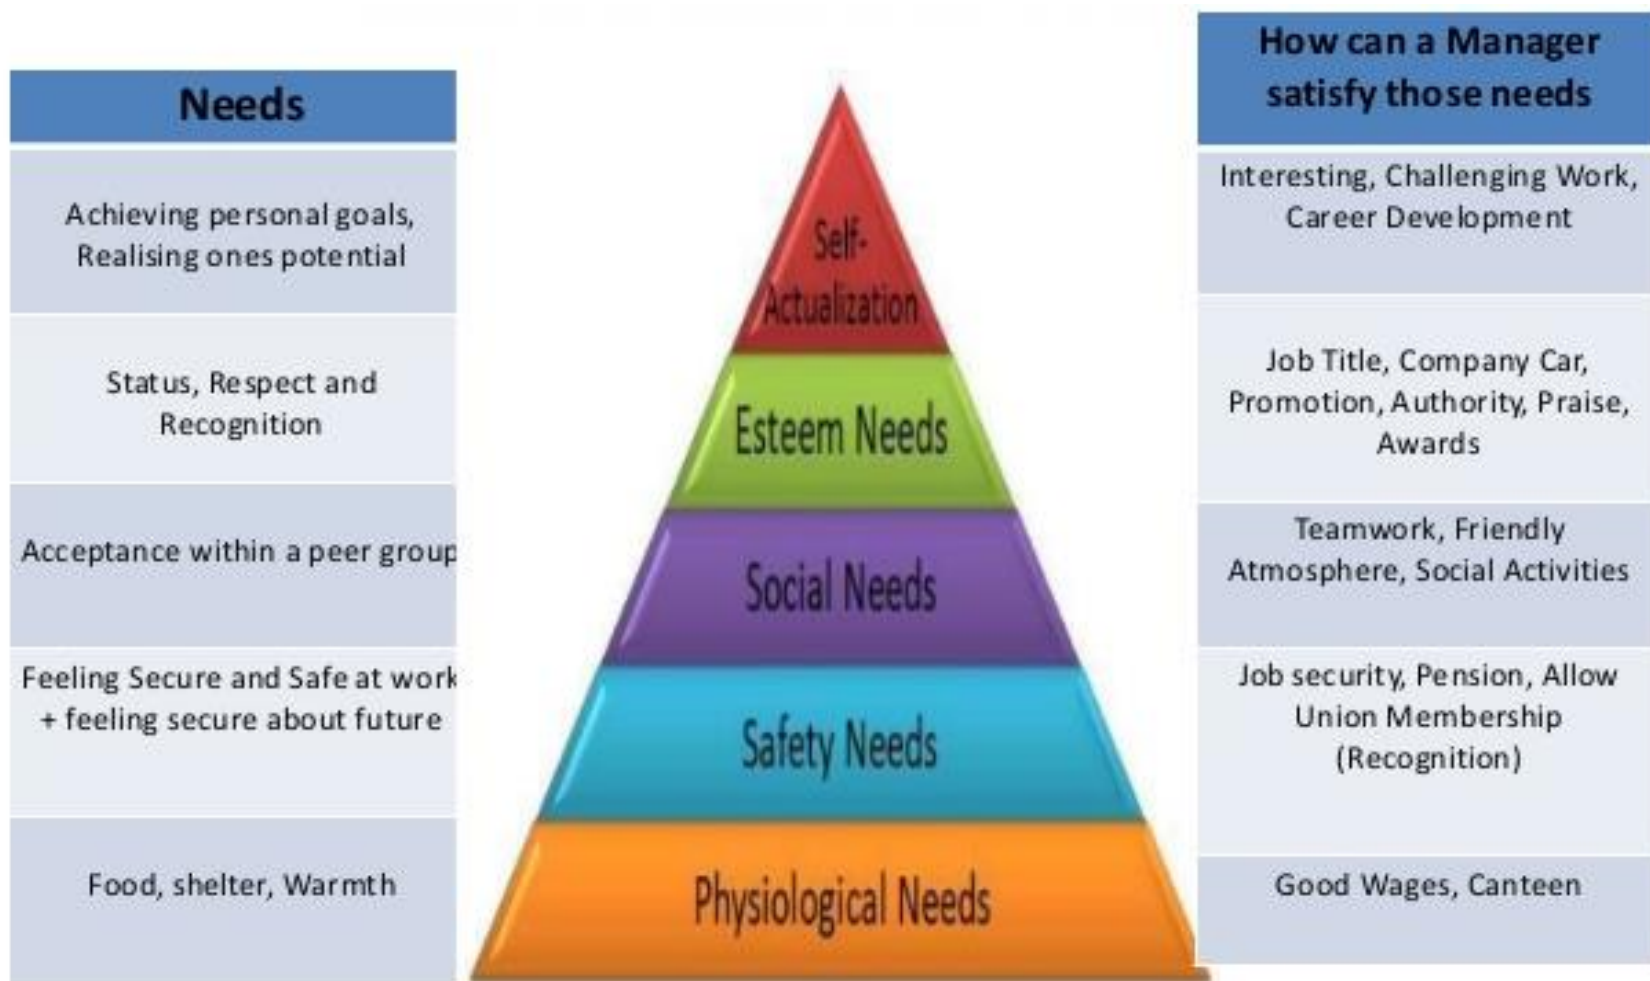 Needs
Achieving personal goals,
Realising ones potential
Status, Respect and
Recognition
Acceptance within a peer group
Feeling Secure and Safe at work
+ feeling secure about future
Food, shelter, Warmth
Self-
Actualization
Esteem Needs
Social Needs
Safety Needs
Physiological Needs
How can a Manager
satisfy those needs
Interesting, Challenging Work,
Career Development
Job Title, Company Car,
Promotion, Authority, Praise,
Awards
Teamwork, Friendly
Atmosphere, Social Activities
Job security, Pension, Allow
Union Membership
(Recognition)
Good Wages, Canteen